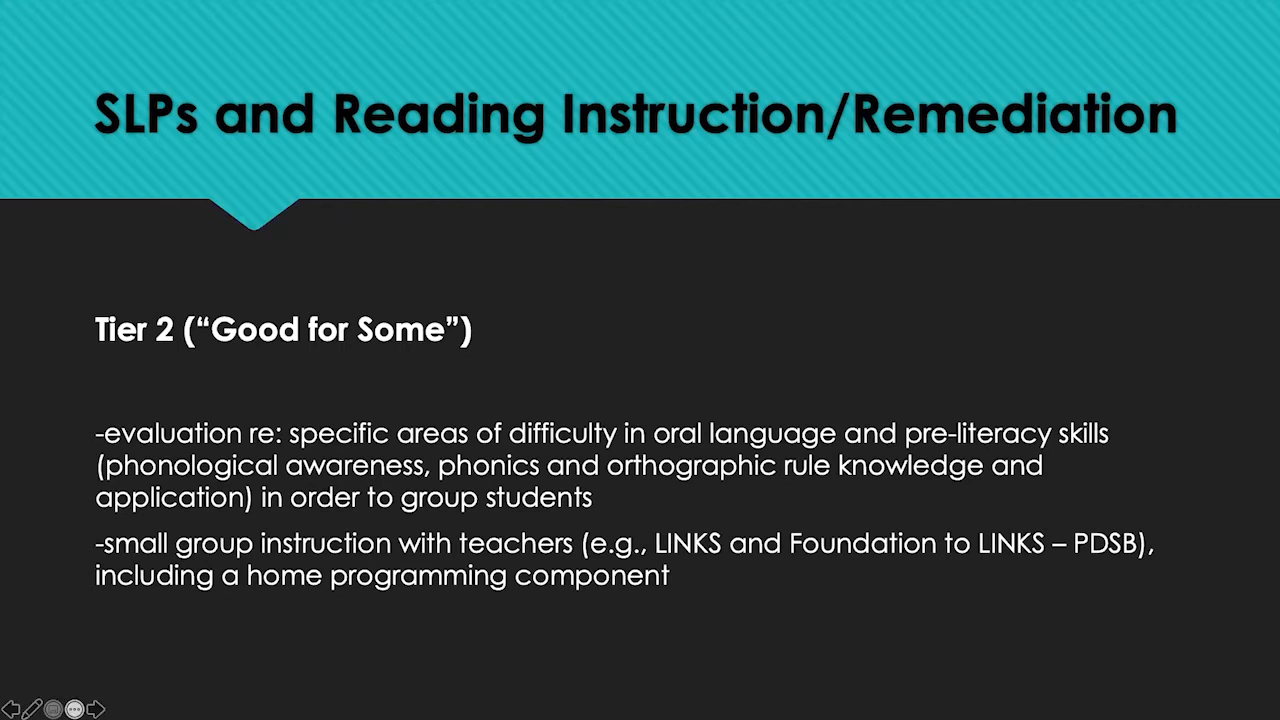 SLPs and Reading Instruction/Remediation
Tier 2 (“Good for Some”)
-evaluation re: specific areas of difficulty in oral language and pre-literacy skills
(phonological awareness, phonics and orthographic rule knowledge and
application) in order to group students
-small group instruction with teachers (e.g., LINKS and Foundation to LINKS – PDSB),
including a home programming component